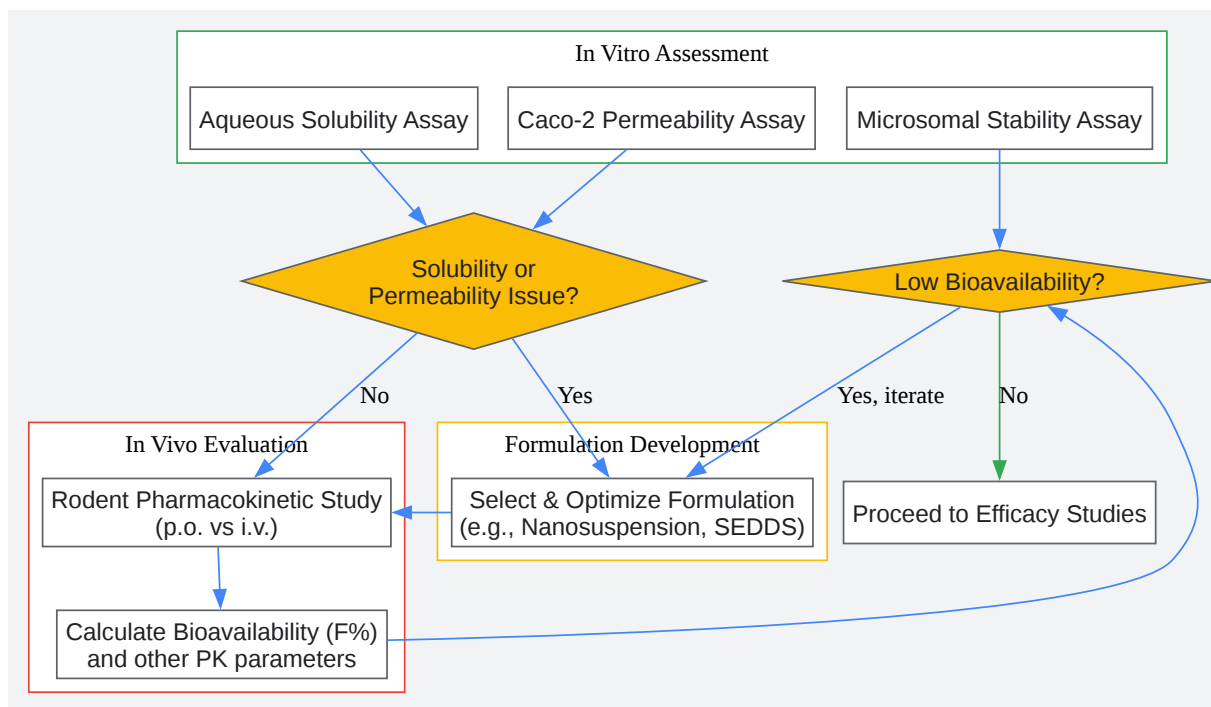 In Vitro Assessment
Aqueous Solubility Assay
Caco-2 Permeability Assay
Microsomal Stability Assay
Solubility or
Permeability Issue?
Low Bioavailability?
No
Yes
Yes, iterate
No
In Vivo Evaluation
Formulation Development
Rodent Pharmacokinetic Study
(p.o. vs i.v.)
Select & Optimize Formulation
(e.g., Nanosuspension, SEDDS)
Proceed to Efficacy Studies
Calculate Bioavailability (F%)
and other PK parameters